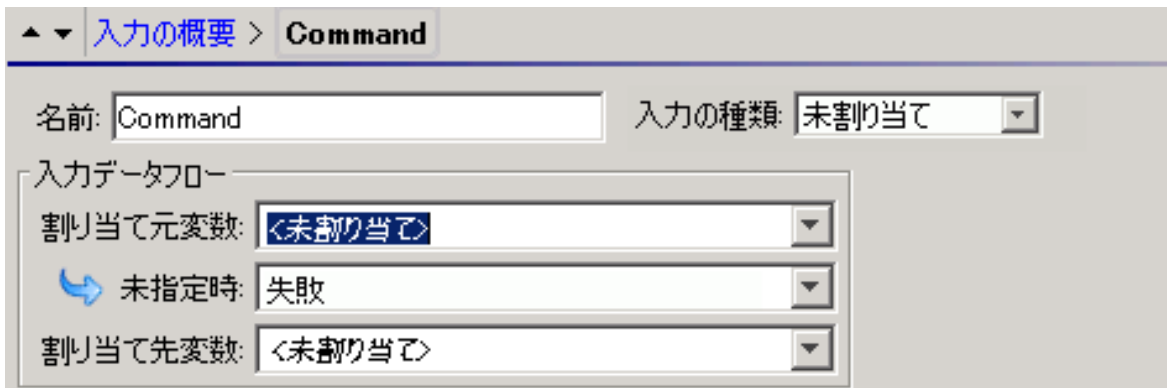 入力の概要 > Command
名前: Command 入力の種類: 未割り当て
入力データフロー
割り当て元変数: <未割り当て>
未指定時: 失敗
割り当て先変数: <未割り当て>